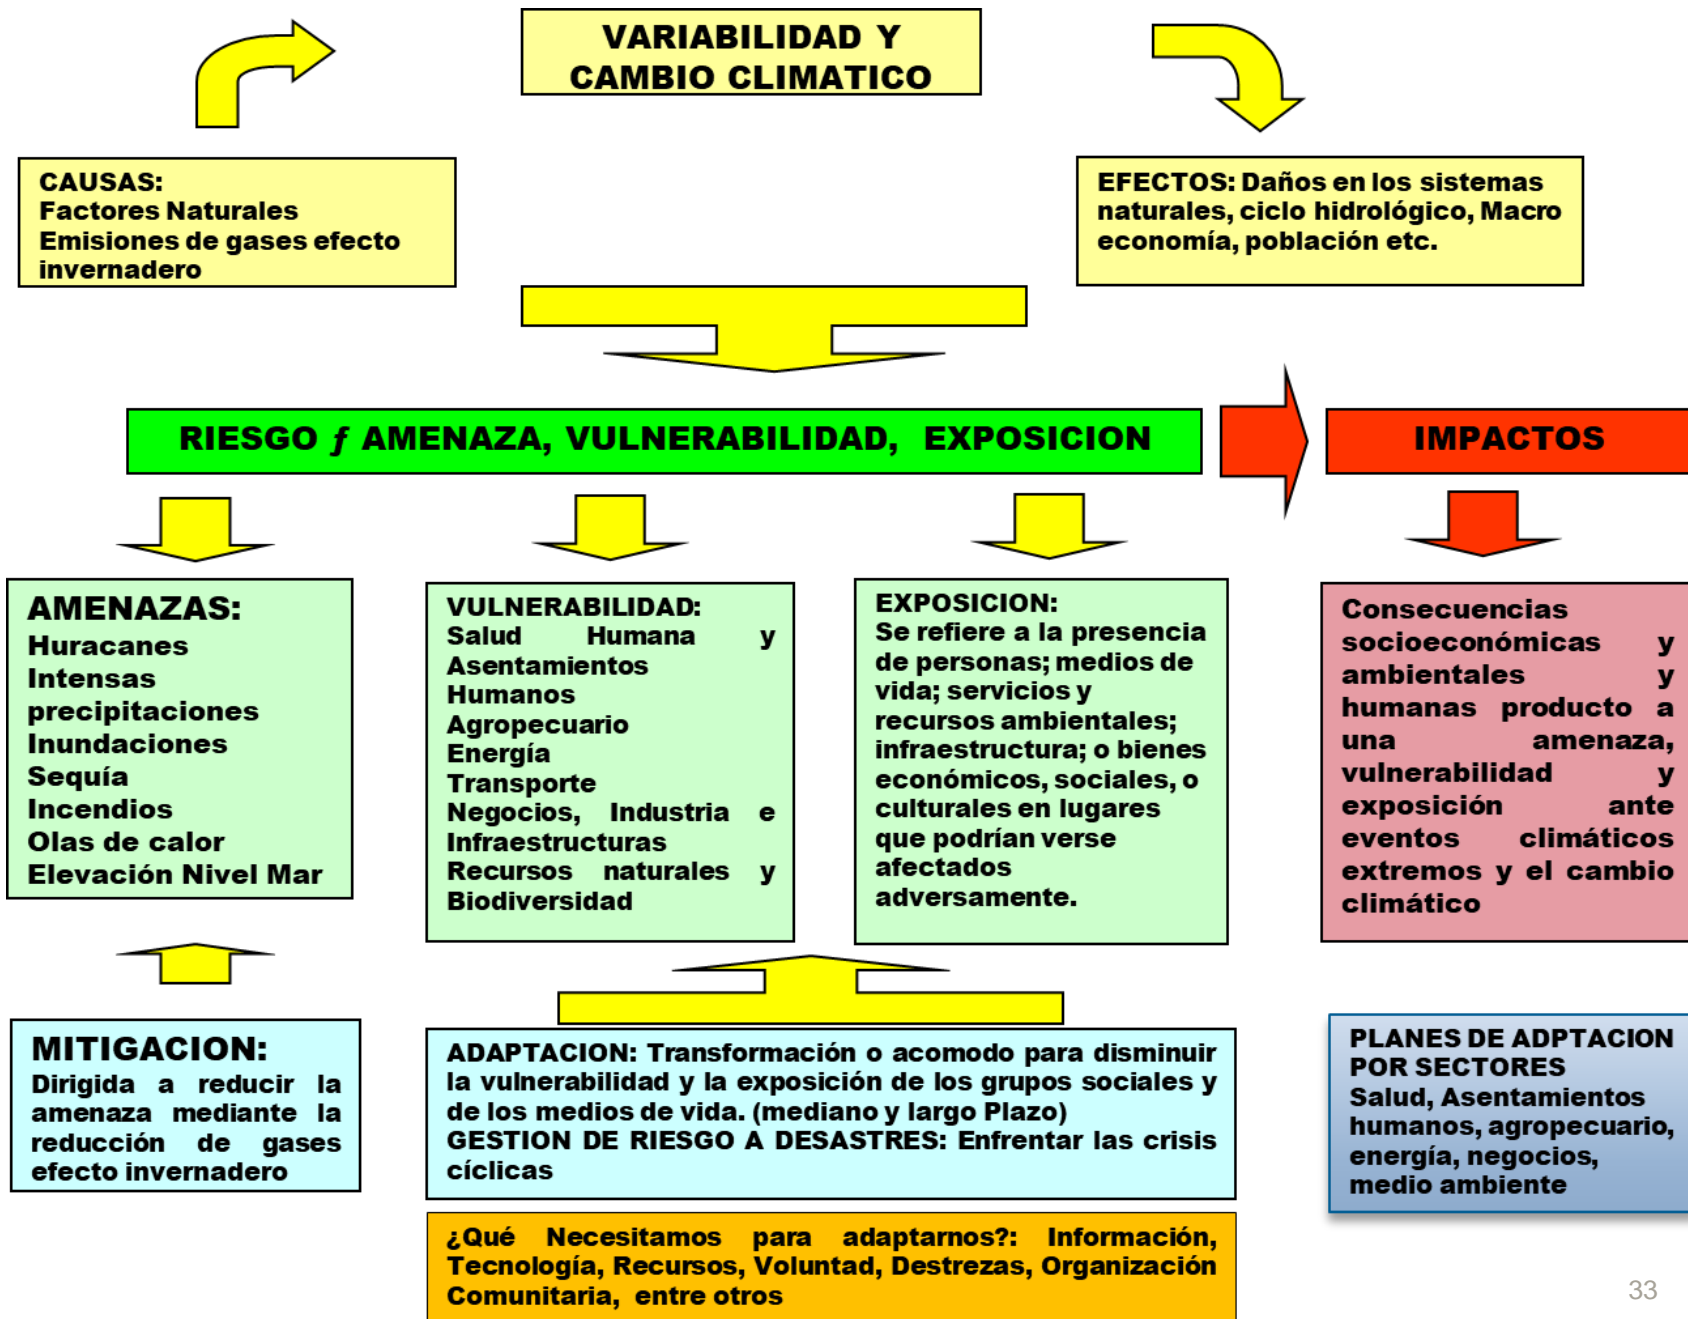 VARIABILIDAD Y
CAMBIO CLIMATICO
CAUSAS:
Factores Naturales
Emisiones de gases efecto
invernadero
EFECTOS: Daños en los sistemas
naturales, ciclo hidrológico, Macro
economía, población etc.
RIESGO ƒ AMENAZA, VULNERABILIDAD, EXPOSICION
IMPACTOS
AMENAZAS:
Huracanes
Intensas
precipitaciones
Inundaciones
Sequía
Incendios
Olas de calor
Elevación Nivel Mar
VULNERABILIDAD:
Salud Humana y
Asentamientos
Humanos
Agropecuario
Energía
Transporte
Negocios, Industria e
Infraestructuras
Recursos naturales y
Biodiversidad
EXPOSICION:
Se refiere a la presencia
de personas; medios de
vida; servicios y
recursos ambientales;
infraestructura; o bienes
económicos, sociales, o
culturales en lugares
que podrían verse
afectados
adversamente.
Consecuencias
socioeconómicas y
ambientales y
humanas producto a
una amenaza,
vulnerabilidad y
exposición ante
eventos climáticos
extremos y el cambio
climático
MITIGACION:
Dirigida a reducir la
amenaza mediante la
reducción de gases
efecto invernadero
ADAPTACION: Transformación o acomodo para disminuir
la vulnerabilidad y la exposición de los grupos sociales y
de los medios de vida. (mediano y largo Plazo)
GESTION DE RIESGO A DESASTRES: Enfrentar las crisis
cíclicas
PLANES DE ADPTACION
POR SECTORES
Salud, Asentamientos
humanos, agropecuario,
energía, negocios,
medio ambiente
¿Qué Necesitamos para adaptarnos?: Información,
Tecnología, Recursos, Voluntad, Destrezas, Organización
Comunitaria, entre otros
33